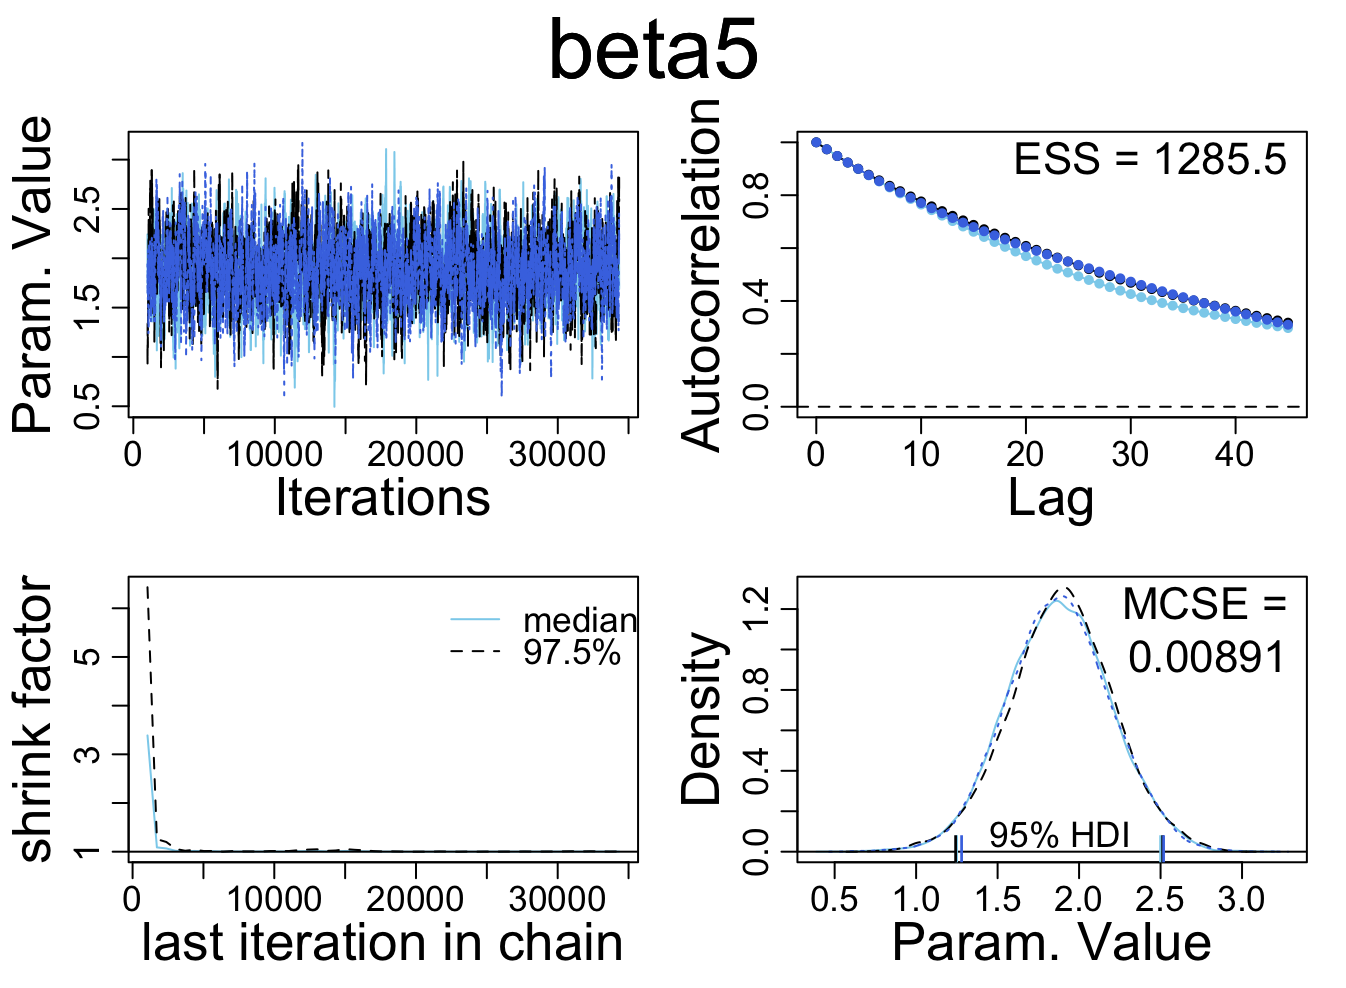 beta5
Param. Value
2.5
1.5
0.5
0 10000 20000 30000
Iterations
Autocorrelation
ESS = 1285.5
0.8
0.4
0.0
0 10 20 30 40
Lag
shrink factor
5
3
1
median
97.5%
0 10000 20000 30000
last iteration in chain
Density
MCSE =
0.00891
1.2
0.8
0.4
0.0
95% HDI
0.5 1.0 1.5 2.0 2.5 3.0
Param. Value